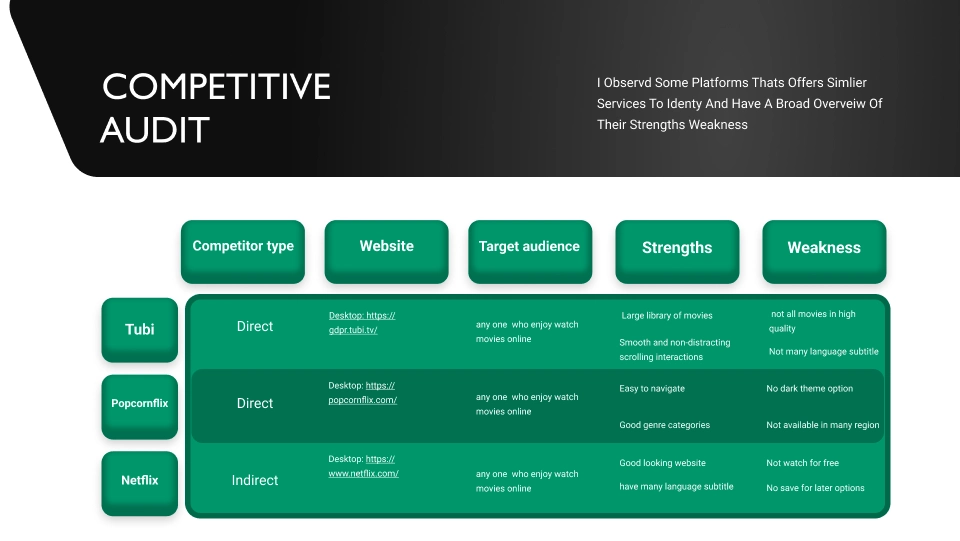 COMPETITIVE
AUDIT
I Observd Some Platforms Thats Offers Simlier
Services To Identy And Have A Broad Overveiw Of
Their Strengths Weakness
Competitor type
Website
Target audience
Strengths
Weakness
Tubi
Direct
Desktop: https://
gdpr.tubi.tv/
any one who enjoy watch
movies online
Large library of movies
Smooth and non-distracting
scrolling interactions
not all movies in high
quality
Not many language subtitle
Popcornflix
Direct
Desktop: https://
popcornflix.com/
any one who enjoy watch
movies online
Easy to navigate
Good genre categories
No dark theme option
Not available in many region
Netflix
Indirect
Desktop: https://
www.netflix.com/
any one who enjoy watch
movies online
Good looking website
have many language subtitle
Not watch for free
No save for later options